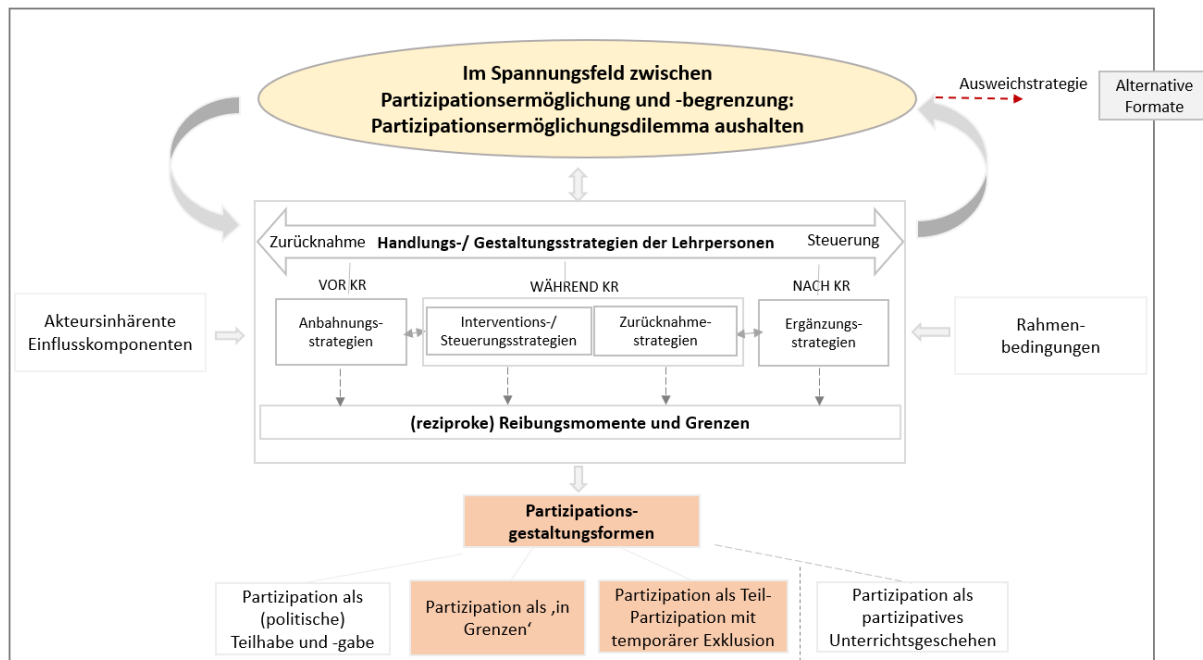 Im Spannungsfeld zwischen
Partizipationsermöglichung und -begrenzung:
Partizipationsermöglichungsdilemma aushalten
Ausweichstrategie
Alternative
Formate
Zurücknahme
Handlungs-/ Gestaltungsstrategien der Lehrpersonen
Steuerung
VOR KR
WÄHREND KR
NACH KR
Akteursinhärente
Einflusskomponenten
Anbahnungs-
strategien
Interventions-/
Steuerungsstrategien
Zurücknahme-
strategien
Ergänzungs-
strategien
Rahmen-
bedingungen
(reziproke) Reibungsmomente und Grenzen
Partizipations-
gestaltungsformen
Partizipation als
(politische)
Teilhabe und -gabe
Partizipation als ‚in
Grenzen‘
Partizipation als Teil-
Partizipation mit
temporärer Exklusion
Partizipation als
partizipatives
Unterrichtsgeschehen